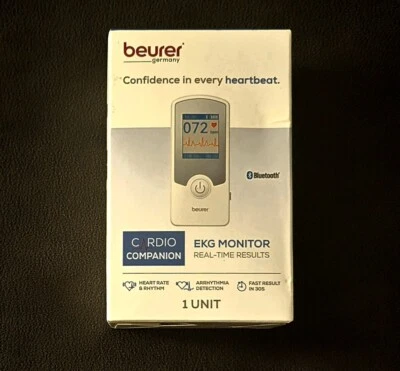 beurer
germany
Confidence in every heartbeat.
072
Bluetooth
beurer
C RDIO
COMPANION
EKG MONITOR
REAL-TIME RESULTS
HEART RATE
& RHYTHM
ARRHYTHMIA
DETECTION
FAST RESULT
IN 30S
1 UNIT